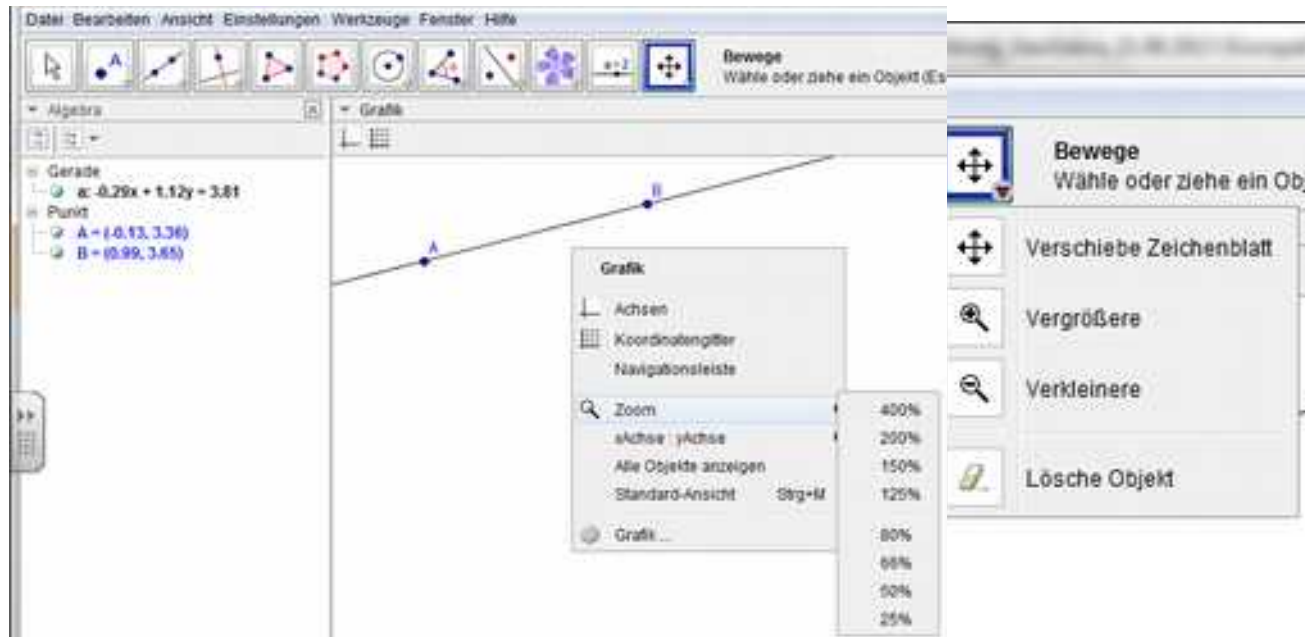 Datei Bearbeiten Ansicht Einstellungen Werkzeuge Fenster Hilfe
A
a=2
Bewege
Wähle oder ziehe ein Objekt (Es
Algebra
Grafik
Gerade
a: -0.29x + 1.12y = 3.81
Punkt
A = (-0.13, 3.36)
B = (0.99, 3.65)
A
B
Grafik
Achsen
Koordinatengitter
Navigationsleiste
Zoom
xAchse : yAchse
Alle Objekte anzeigen
Standard-Ansicht Strg+M
Grafik ...
400%
200%
150%
125%
80%
66%
50%
25%
Bewege
Wähle oder ziehe ein Obj
Verschiebe Zeichenblatt
Vergrößere
Verkleinere
Lösche Objekt